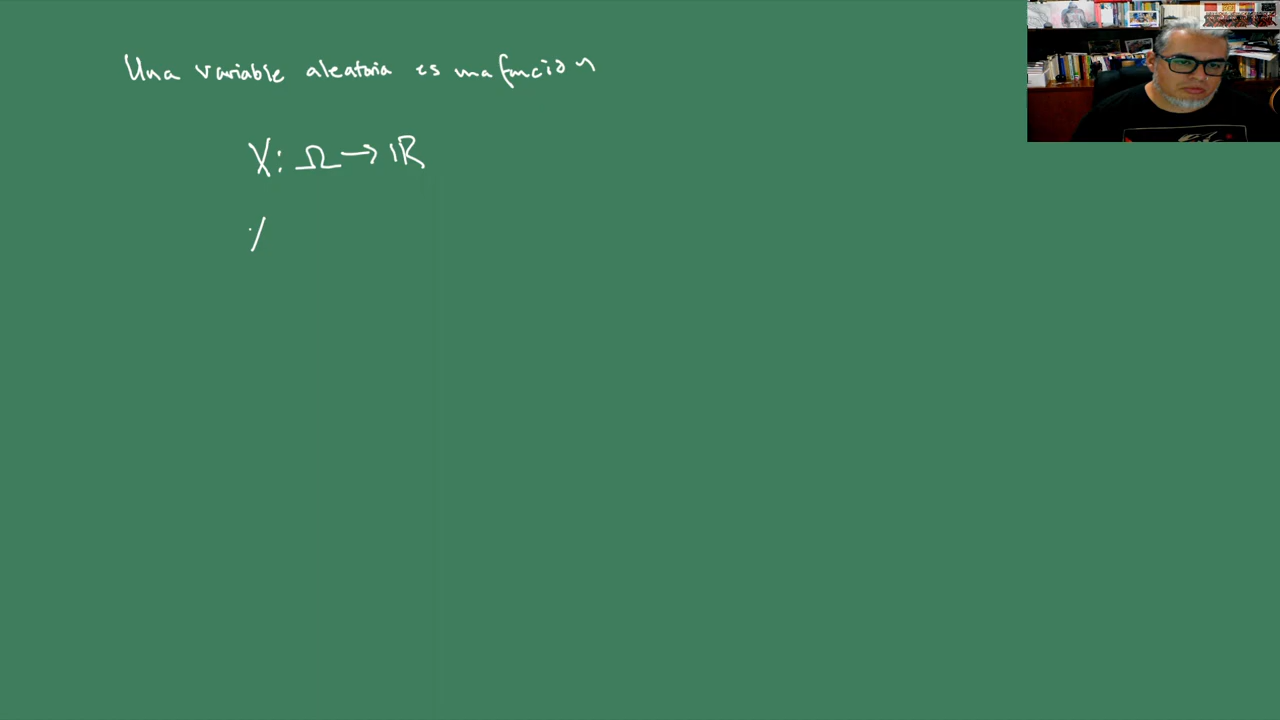 Una variable aleatoria es una función
X: Ω → ℝ